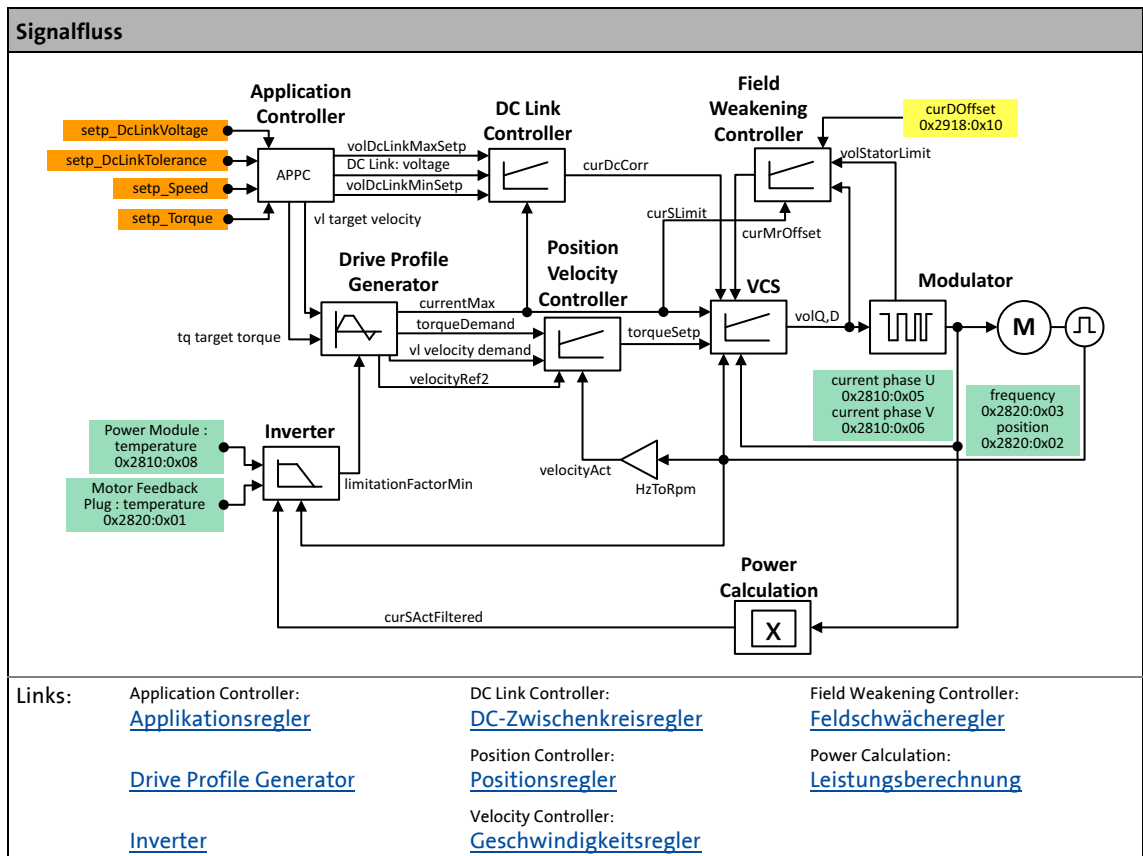 Signalfluss
Application
Controller
DC Link
Controller
Field
Weakening
Controller
curDOffset
0x2918:0x10
setp_DcLinkVoltage
setp_DcLinkTolerance
setp_Speed
setp_Torque
APPC
volDcLinkMaxSetp
DC Link: voltage
volDcLinkMinSetp
curDcCorr
volStatorLimit
vl target velocity
curSLimit
curMrOffset
Drive Profile
Generator
Position
Velocity
Controller
VCS
Modulator
currentMax
torqueDemand
vl velocity demand
velocityRef2
tq target torque
torqueSetp
volQ,D
M
current phase U
0x2810:0x05
current phase V
0x2810:0x06
frequency
0x2820:0x03
position
0x2820:0x02
Power Module :
temperature
0x2810:0x08
Motor Feedback
Plug : temperature
0x2820:0x01
Inverter
limitationFactorMin
velocityAct
HzToRpm
Power
Calculation
curSActFiltered
X
Links:
Application Controller:
Applikationsregler
DC Link Controller:
DC-Zwischenkreisregler
Field Weakening Controller:
Feldschwächeregler
Drive Profile Generator
Position Controller:
Positionsregler
Power Calculation:
Leistungsberechnung
Inverter
Velocity Controller:
Geschwindigkeitsregler